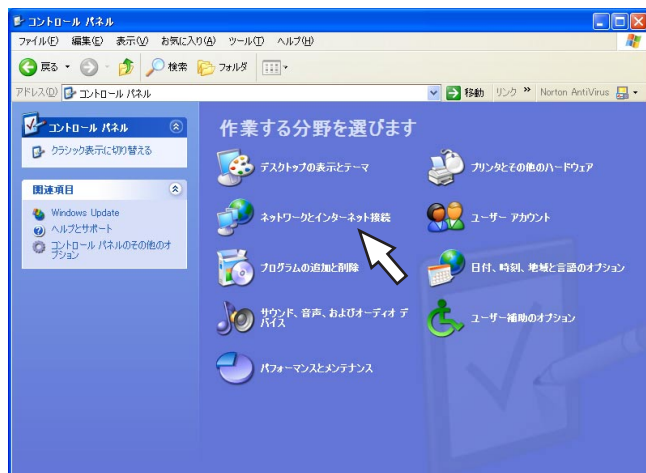 コントロール パネル
ファイル(F) 編集(E) 表示(V) お気に入り(A) ツール(T) ヘルプ(H)
戻る 検索 フォルダ
アドレス(D) コントロール パネル 移動 リンク » Norton AntiVirus
コントロール パネル
クラシック表示に切り替える
関連項目
Windows Update
ヘルプとサポート
コントロール パネルのその他のオ
プション
作業する分野を選びます
デスクトップの表示とテーマ
プリンタとその他のハードウェア
ネットワークとインターネット接続
ユーザー アカウント
プログラムの追加と削除
日付、時刻、地域と言語のオプション
サウンド、音声、およびオーディオ デ
バイス
ユーザー補助のオプション
パフォーマンスとメンテナンス